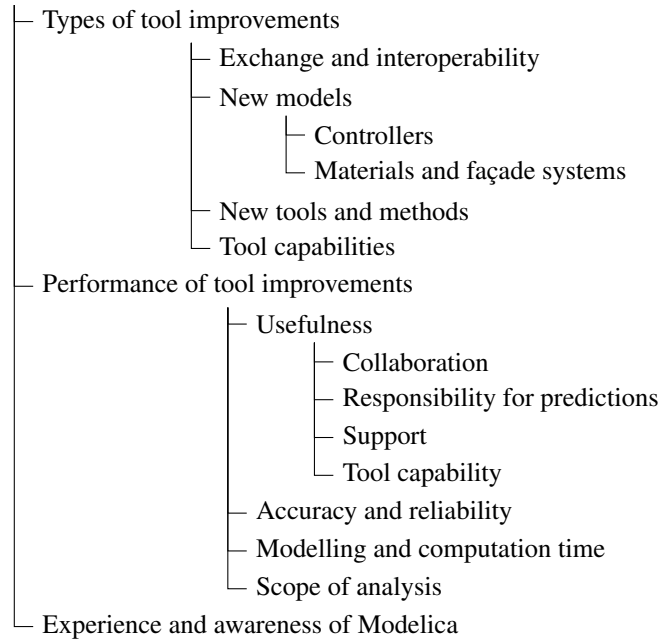 Types of tool improvements
Exchange and interoperability
New models
Controllers
Materials and façade systems
New tools and methods
Tool capabilities
Performance of tool improvements
Usefulness
Collaboration
Responsibility for predictions
Support
Tool capability
Accuracy and reliability
Modelling and computation time
Scope of analysis
Experience and awareness of Modelica